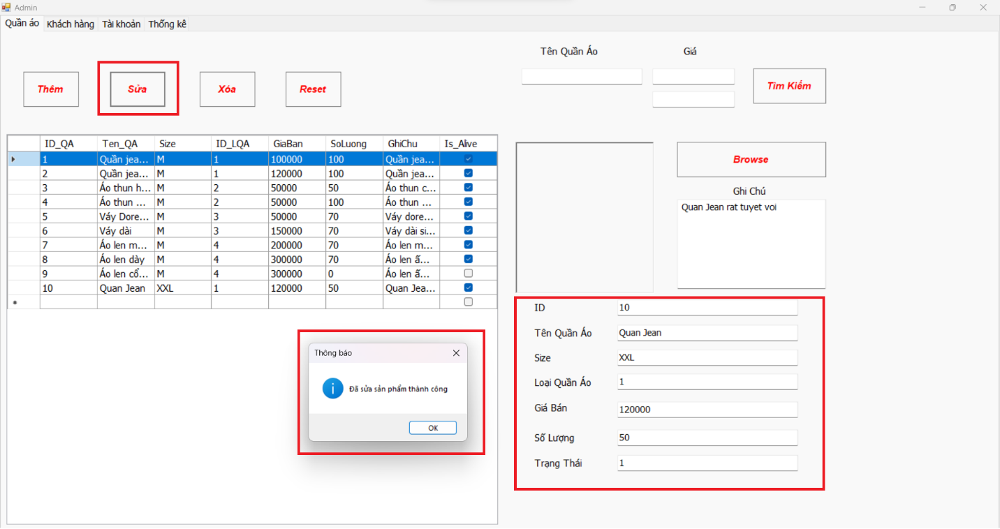 Admin
Quần áo Khách hàng Tài khoản Thống kê
Tên Quần Áo Giá
Thêm Sửa Xóa Reset Tìm Kiếm
ID_QA Ten_QA Size ID_LQA GiaBan SoLuong GhiChu Is_Alive
1 Quần jea... M 1 100000 100 Quần jea...
2 Quần jea... M 1 120000 100 Quần jea...
3 Áo thun h... M 2 50000 50 Áo thun c...
4 Áo thun ... M 2 50000 100 Áo thun ...
5 Váy Dore... M 3 50000 70 Váy dore...
6 Váy dài M 3 150000 70 Váy dài si...
7 Áo len m... M 4 200000 70 Áo len m...
8 Áo len dày M 4 300000 70 Áo len ấ...
9 Áo len cổ... M 4 300000 0 Áo len ấ...
10 Quan Jean XXL 1 120000 50 Quan Jea...
Browse
Ghi Chú
Quan Jean rat tuyet voi
ID 10
Tên Quần Áo Quan Jean
Size XXL
Loại Quần Áo 1
Giá Bán 120000
Số Lượng 50
Trạng Thái 1
Thông báo
Đã sửa sản phẩm thành công
OK